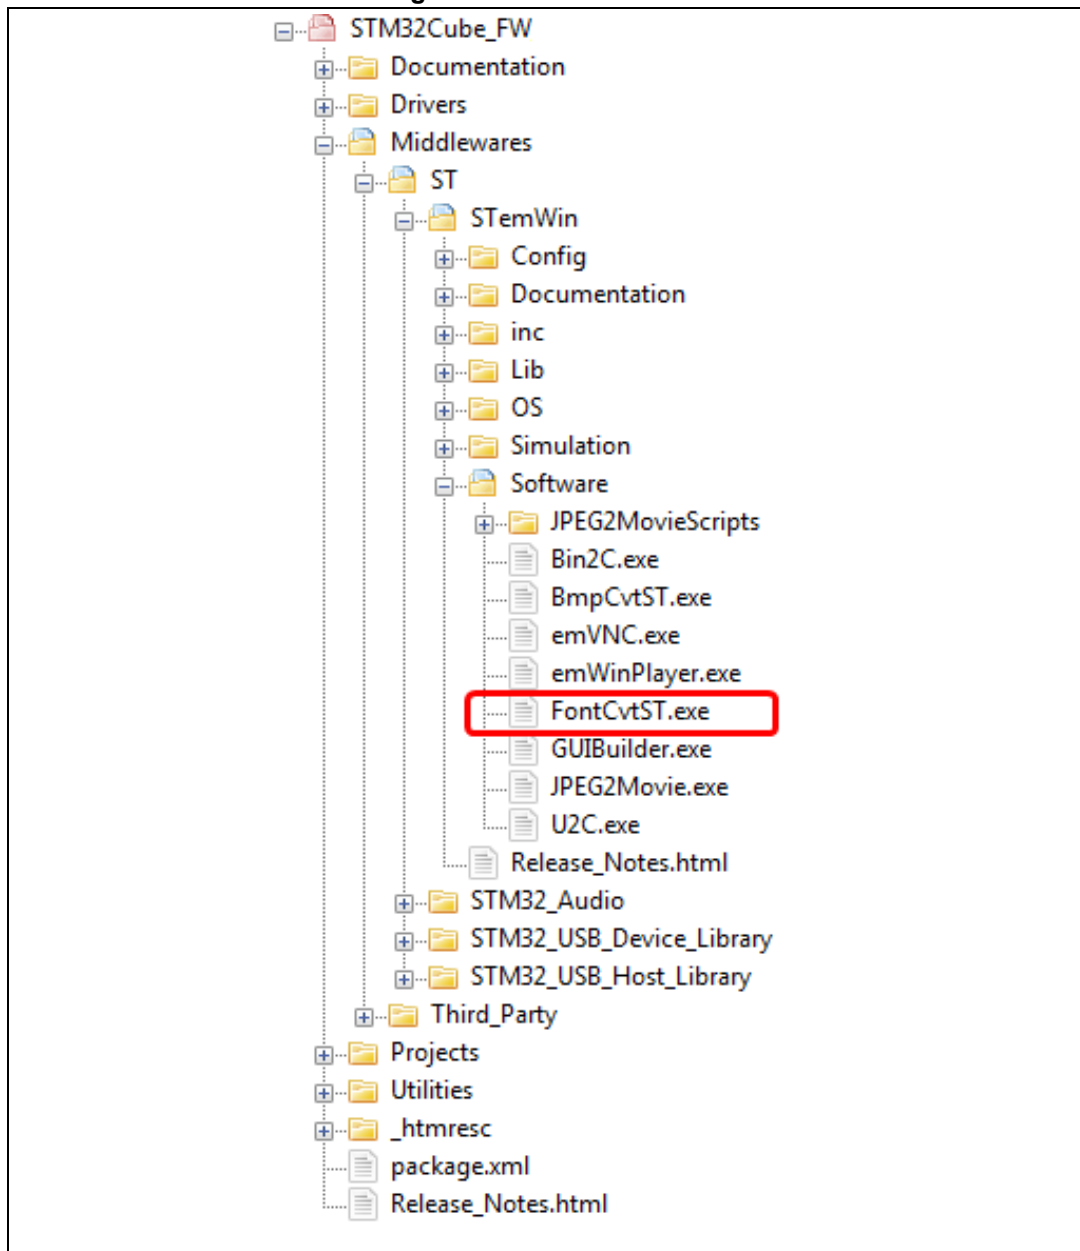 STM32Cube_FW
Documentation
Drivers
Middlewares
ST
STemWin
Config
Documentation
inc
Lib
OS
Simulation
Software
JPEG2MovieScripts
Bin2C.exe
BmpCvtST.exe
emVNC.exe
emWinPlayer.exe
FontCvtST.exe
GUIBuilder.exe
JPEG2Movie.exe
U2C.exe
Release_Notes.html
STM32_Audio
STM32_USB_Device_Library
STM32_USB_Host_Library
Third_Party
Projects
Utilities
_htmresc
package.xml
Release_Notes.html